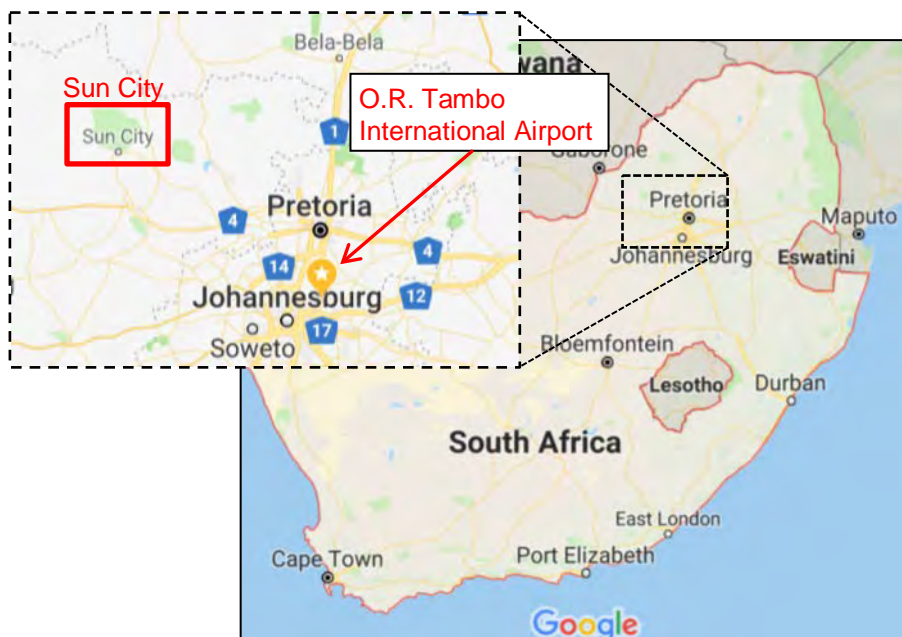 Bela-Bela
Sun City
Sun City
O.R. Tambo
International Airport
1
Pretoria
4
4
14
Johannesburg
12
17
Soweto
wana
Gaborone
Pretoria
Johannesburg
Maputo
Eswatini
Bloemfontein
Lesotho
Durban
South Africa
East London
Port Elizabeth
Cape Town
Google